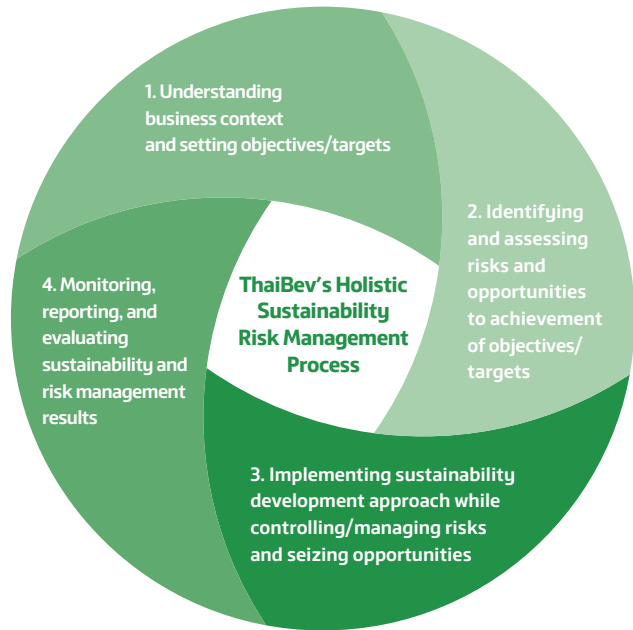 1. Understanding
business context
and setting objectives/targets
2. Identifying
and assessing
risks and
opportunities
to achievement
of objectives/
targets
ThaiBev's Holistic
Sustainability
Risk Management
Process
4. Monitoring,
reporting, and
evaluating
sustainability and
risk management
results
3. Implementing sustainability
development approach while
controlling/managing risks
and seizing opportunities